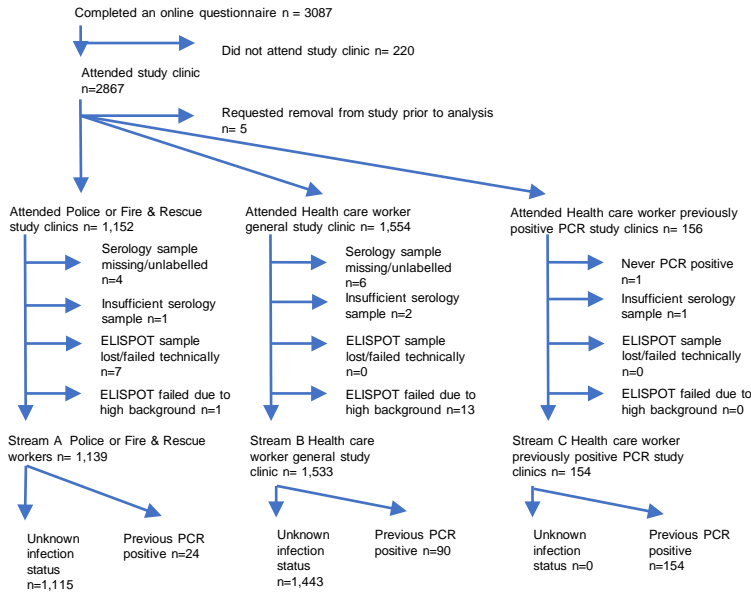 Completed an online questionnaire n = 3087
Did not attend study clinic n= 220
Attended study clinic
n=2867
Requested removal from study prior to analysis
n= 5
Attended Police or Fire & Rescue
study clinics n= 1,152
Serology sample
missing/unlabelled
n=4
Insufficient serology
sample n=1
ELISPOT sample
lost/failed technically
n=7
ELISPOT failed due to
high background n=1
Stream A  Police or Fire & Rescue
workers n= 1,139
Unknown
infection
status
n=1,115
Previous PCR
positive n=24
Attended Health care worker
general study clinic n= 1,554
Serology sample
missing/unlabelled
n=6
Insufficient serology
sample n=2
ELISPOT sample
lost/failed technically
n=0
ELISPOT failed due to
high background n=13
Stream B Health care
worker general study
clinic n= 1,533
Unknown
infection
status
n=1,443
Previous PCR
positive n=90
Attended Health care worker previously
positive PCR study clinics n= 156
Never PCR positive
n=1
Insufficient serology
sample n=1
ELISPOT sample
lost/failed technically
n=0
ELISPOT failed due to
high background n=0
Stream C Health care worker
previously positive PCR study
clinics n= 154
Unknown
infection
status n=0
Previous PCR
positive
n=154